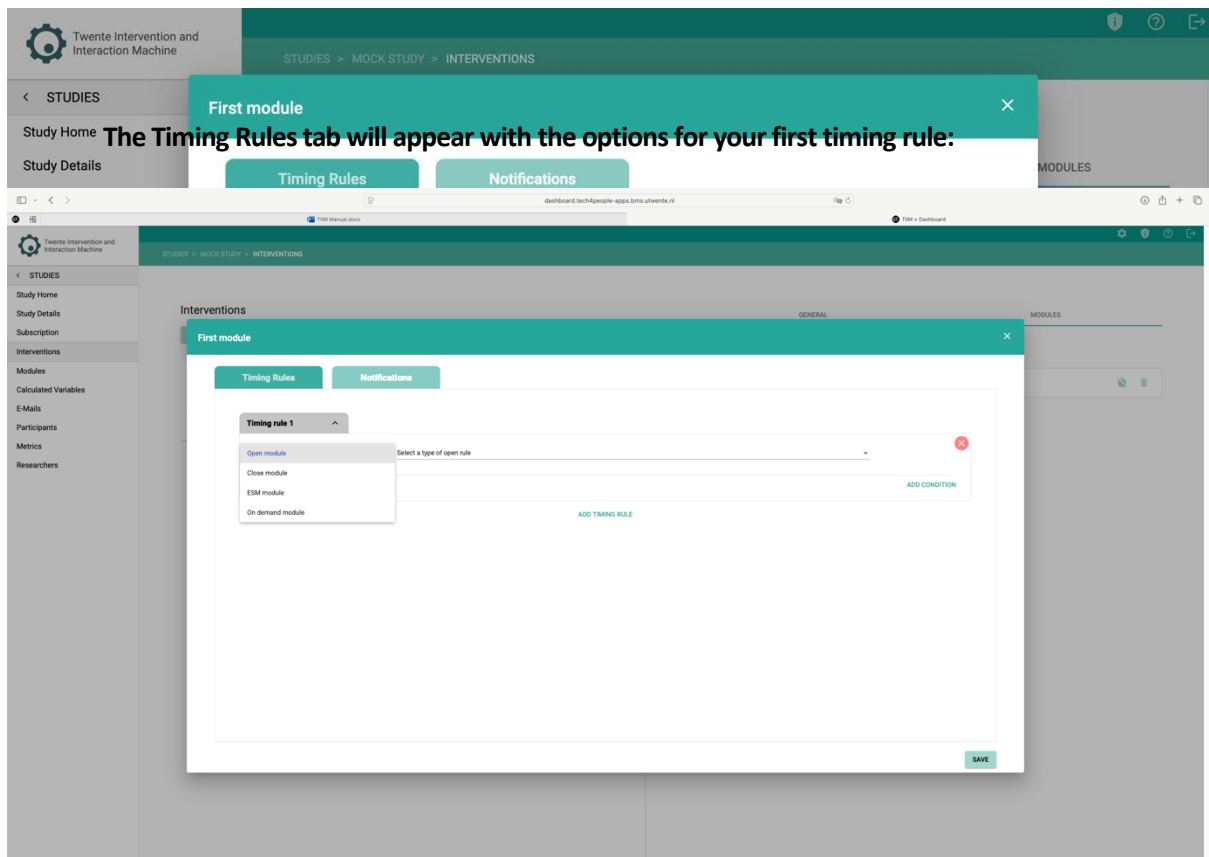 Twente Intervention and
Interaction Machine
STUDIES > MOCK STUDY > INTERVENTIONS
< STUDIES
First module
Study Home
The Timing Rules tab will appear with the options for your first timing rule:
Study Details
Timing Rules
Notifications
MODULES
dashboard.tech4people-apps.bms.utwente.nl
TIIM Manual.docx
TIIM + Dashboard
Twente Intervention and
Interaction Machine
STUDIES > MOCK STUDY > INTERVENTIONS
< STUDIES
Study Home
Study Details
Interventions
GENERAL
MODULES
Subscription
First module
Interventions
Modules
Timing Rules
Notifications
Calculated Variables
E-Mails
Participants
Timing rule 1
Metrics
Open module
Select a type of open rule
Researchers
Close module
ADD CONDITION
ESM module
On demand module
ADD TIMING RULE
SAVE